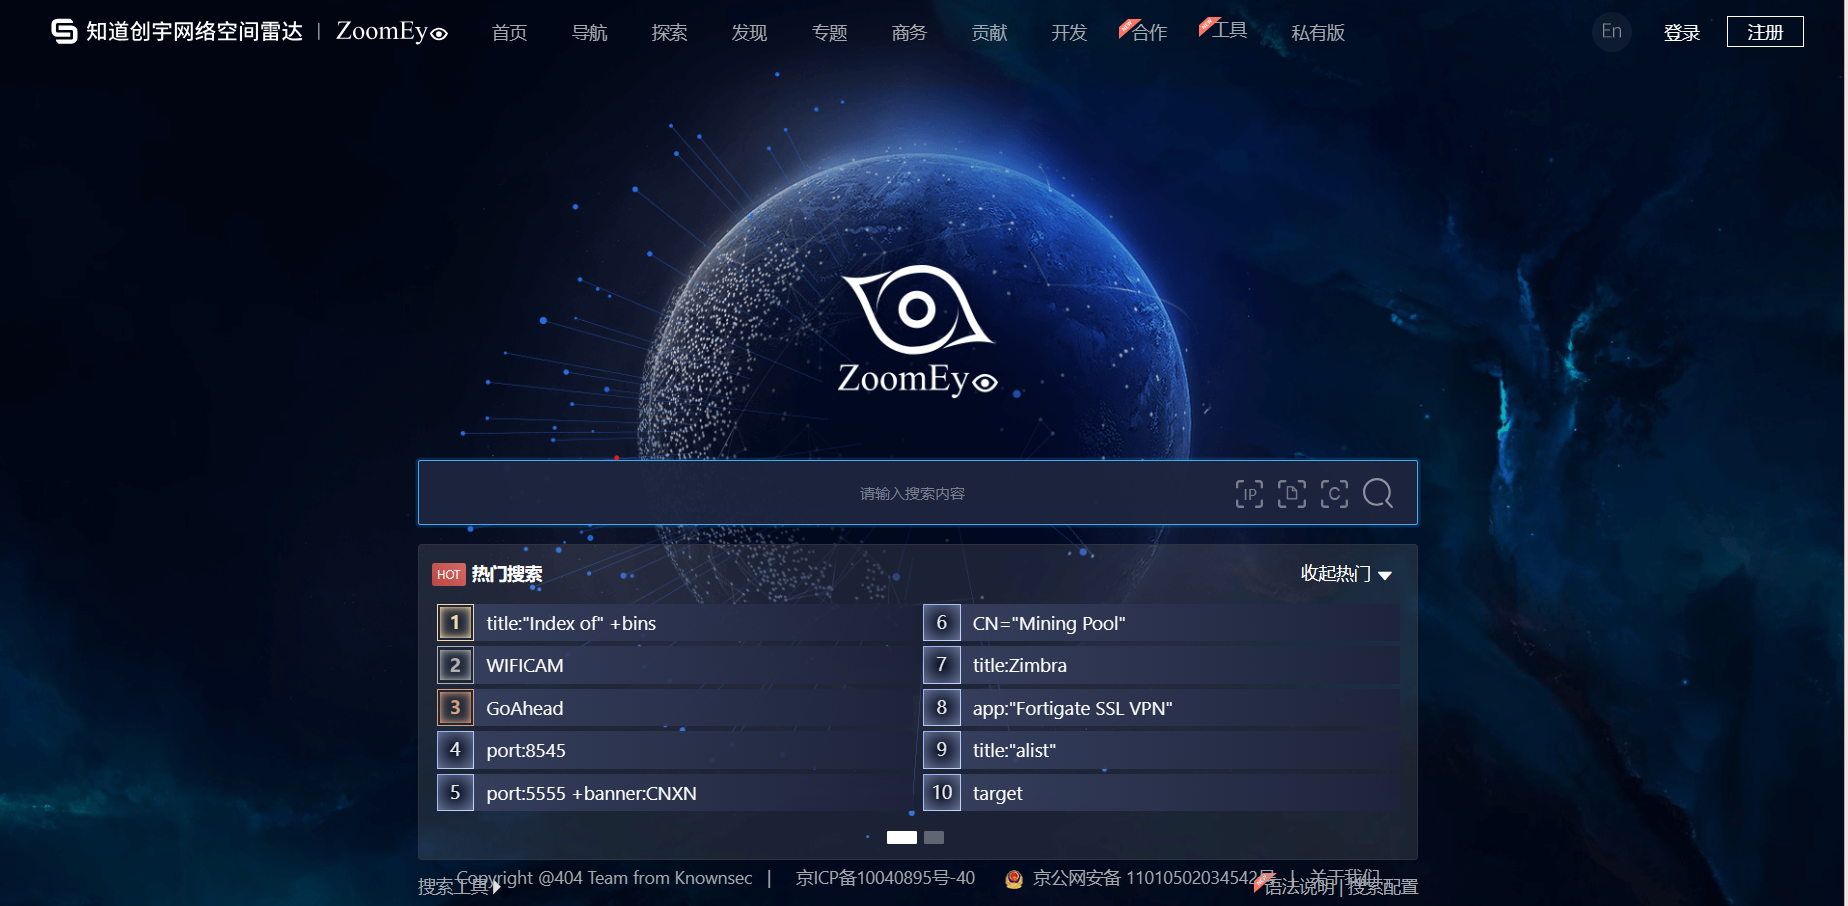 知道创宇网络空间雷达 | ZoomEye 首页 导航 探索 发现 专题 商务 贡献 开发 合作 工具 私有版 En 登录 注册
ZoomEye
请输入搜索内容 IP C
HOT 热门搜索 收起热门
1 title:"Index of" +bins
2 WIFICAM
3 GoAhead
4 port:8545
5 port:5555 +banner:CNXN
6 CN="Mining Pool"
7 title:Zimbra
8 app:"Fortigate SSL VPN"
9 title:"alist"
10 target
Copyright @404 Team from Knownsec | 京ICP备10040895号-40 京公网安备 11010502034542号 | 关于我们
搜索工具 语法说明 | 搜索配置